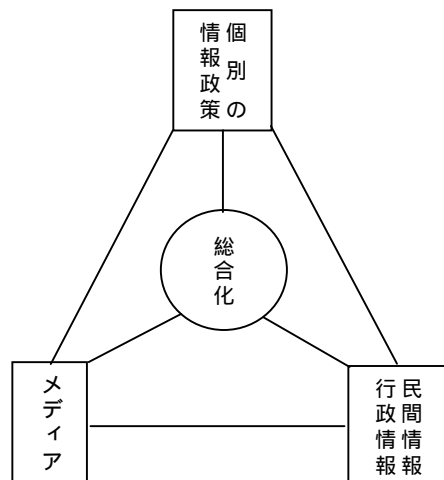 個別の
情報政策
総合化
メディア
民間情報
行政情報